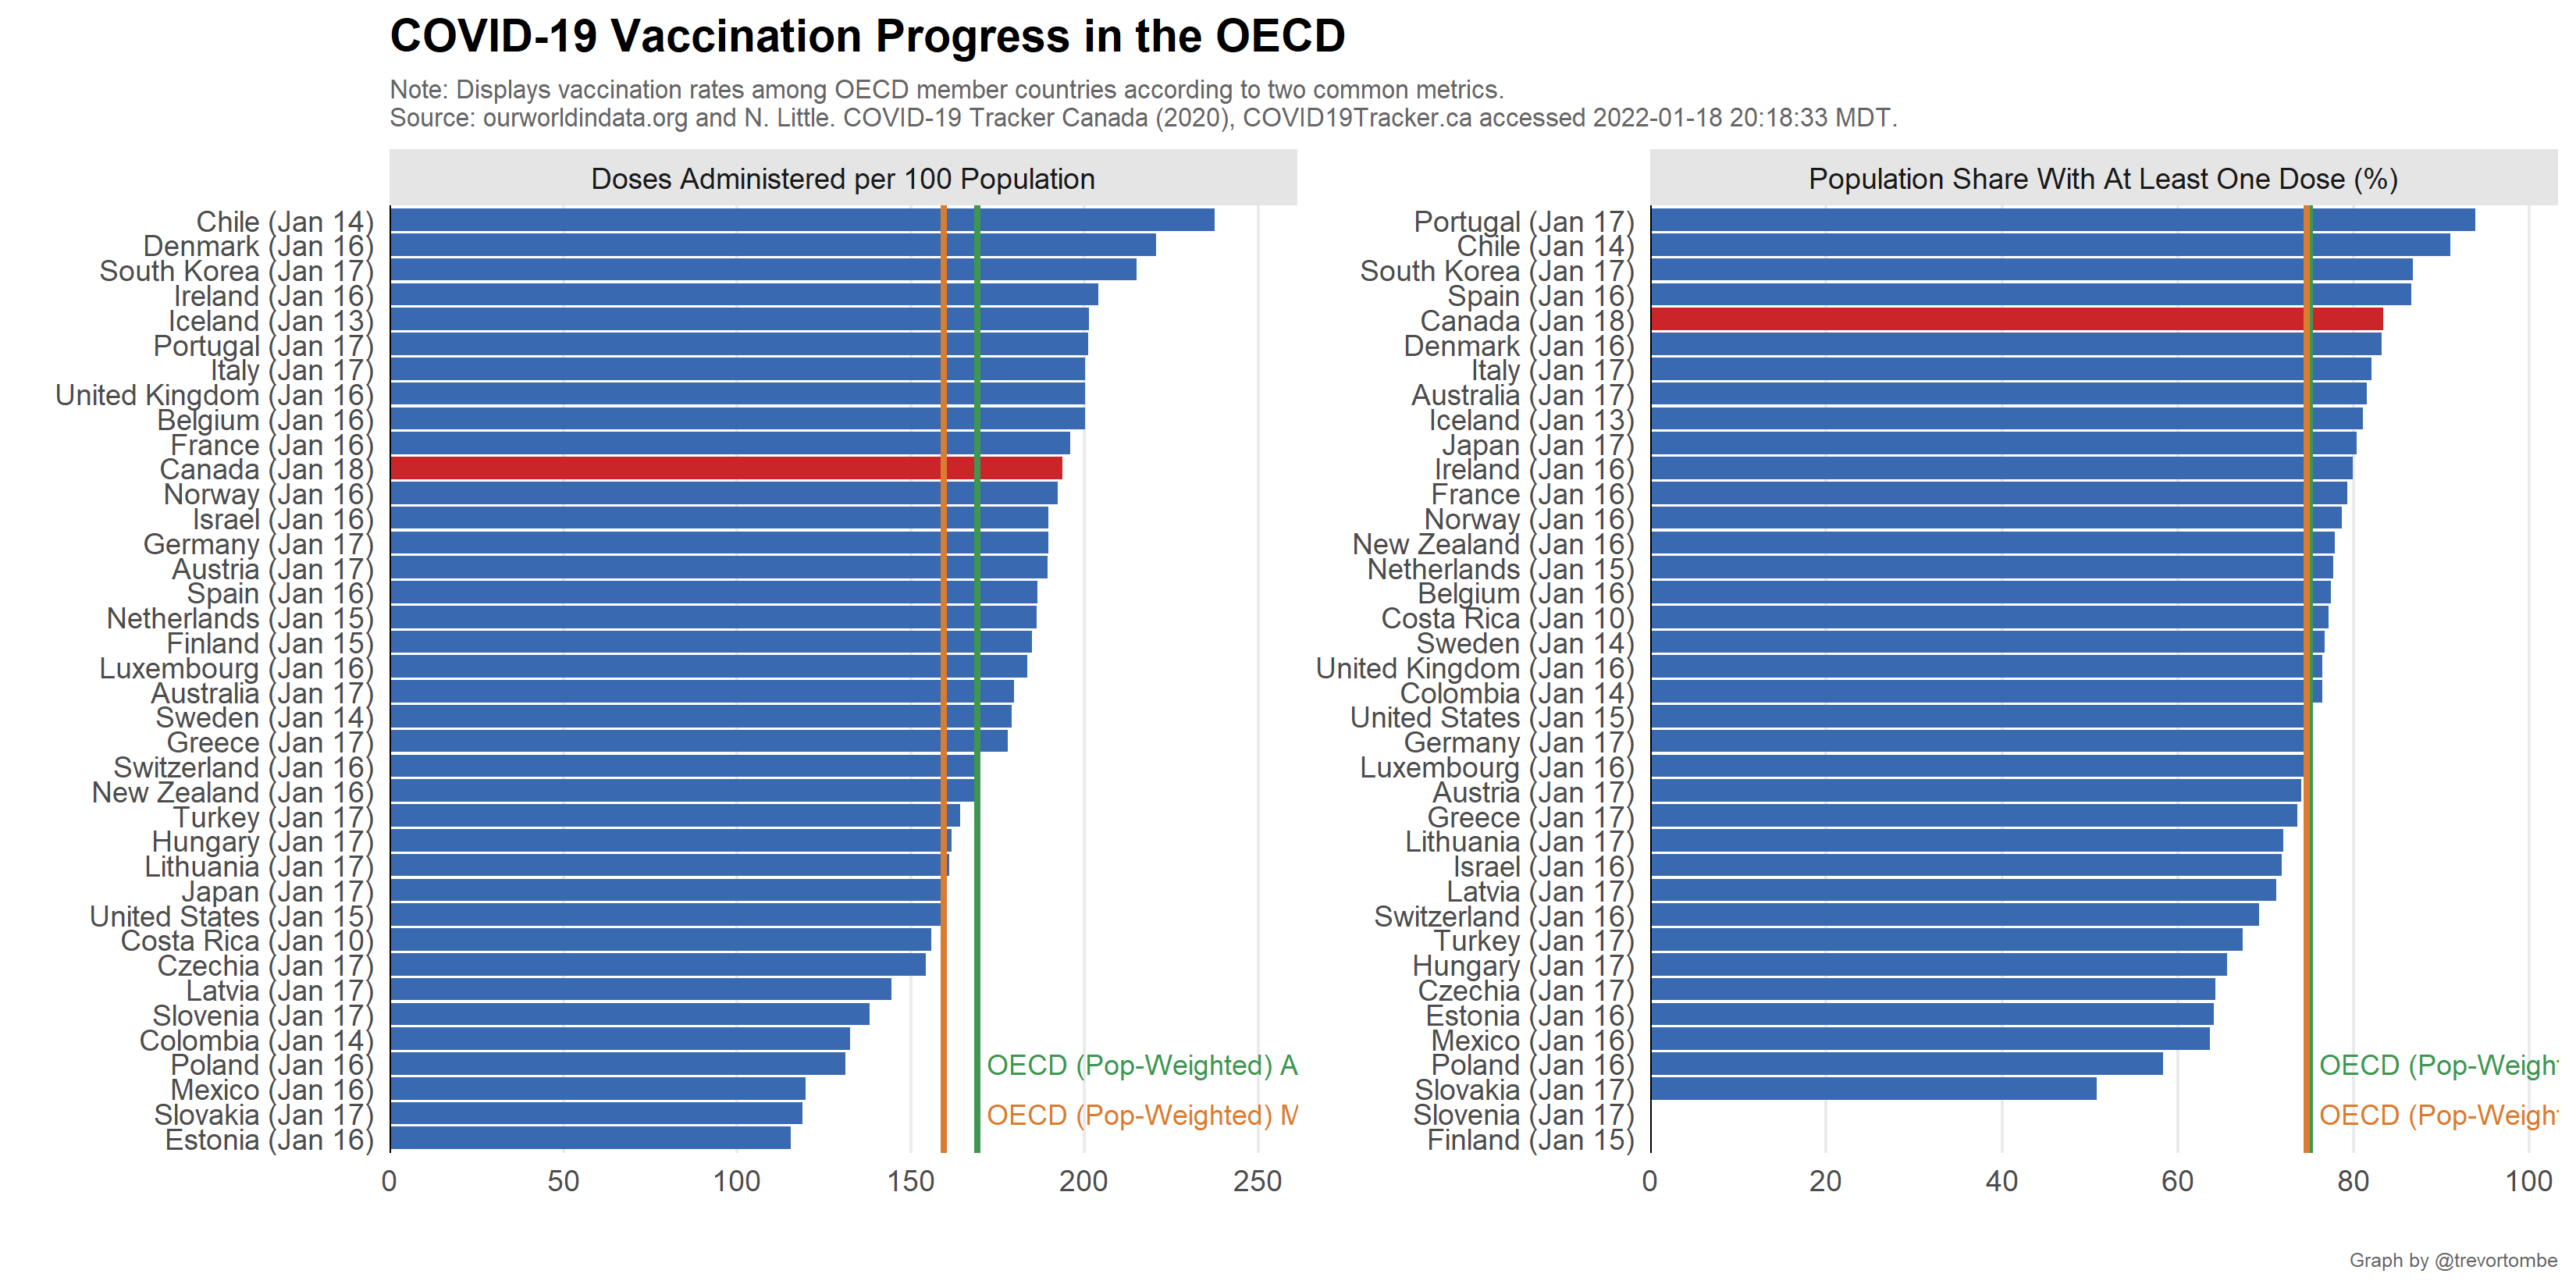 COVID-19 Vaccination Progress in the OECD
Note: Displays vaccination rates among OECD member countries according to two common metrics.
Source: ourworldindata.org and N. Little. COVID-19 Tracker Canada (2020), COVID19Tracker.ca accessed 2022-01-18 20:18:33 MDT.
Doses Administered per 100 Population
Chile (Jan 14)
Denmark (Jan 16)
South Korea (Jan 17)
Ireland (Jan 16)
Iceland (Jan 13)
Portugal (Jan 17)
Italy (Jan 17)
United Kingdom (Jan 16)
Belgium (Jan 16)
France (Jan 16)
Canada (Jan 18)
Norway (Jan 16)
Israel (Jan 16)
Germany (Jan 17)
Austria (Jan 17)
Spain (Jan 16)
Netherlands (Jan 15)
Finland (Jan 15)
Luxembourg (Jan 16)
Australia (Jan 17)
Sweden (Jan 14)
Greece (Jan 17)
Switzerland (Jan 16)
New Zealand (Jan 16)
Turkey (Jan 17)
Hungary (Jan 17)
Lithuania (Jan 17)
Japan (Jan 17)
United States (Jan 15)
Costa Rica (Jan 10)
Czechia (Jan 17)
Latvia (Jan 17)
Slovenia (Jan 17)
Colombia (Jan 14)
Poland (Jan 16)
Mexico (Jan 16)
Slovakia (Jan 17)
Estonia (Jan 16)
OECD (Pop-Weighted) A
OECD (Pop-Weighted) M
0 50 100 150 200 250
Population Share With At Least One Dose (%)
Portugal (Jan 17)
Chile (Jan 14)
South Korea (Jan 17)
Spain (Jan 16)
Canada (Jan 18)
Denmark (Jan 16)
Italy (Jan 17)
Australia (Jan 17)
Iceland (Jan 13)
Japan (Jan 17)
Ireland (Jan 16)
France (Jan 16)
Norway (Jan 16)
New Zealand (Jan 16)
Netherlands (Jan 15)
Belgium (Jan 16)
Costa Rica (Jan 10)
Sweden (Jan 14)
United Kingdom (Jan 16)
Colombia (Jan 14)
United States (Jan 15)
Germany (Jan 17)
Luxembourg (Jan 16)
Austria (Jan 17)
Greece (Jan 17)
Lithuania (Jan 17)
Israel (Jan 16)
Latvia (Jan 17)
Switzerland (Jan 16)
Turkey (Jan 17)
Hungary (Jan 17)
Czechia (Jan 17)
Estonia (Jan 16)
Mexico (Jan 16)
Poland (Jan 16)
Slovakia (Jan 17)
Slovenia (Jan 17)
Finland (Jan 15)
OECD (Pop-Weight
OECD (Pop-Weight
0 20 40 60 80 100
Graph by @trevortombe